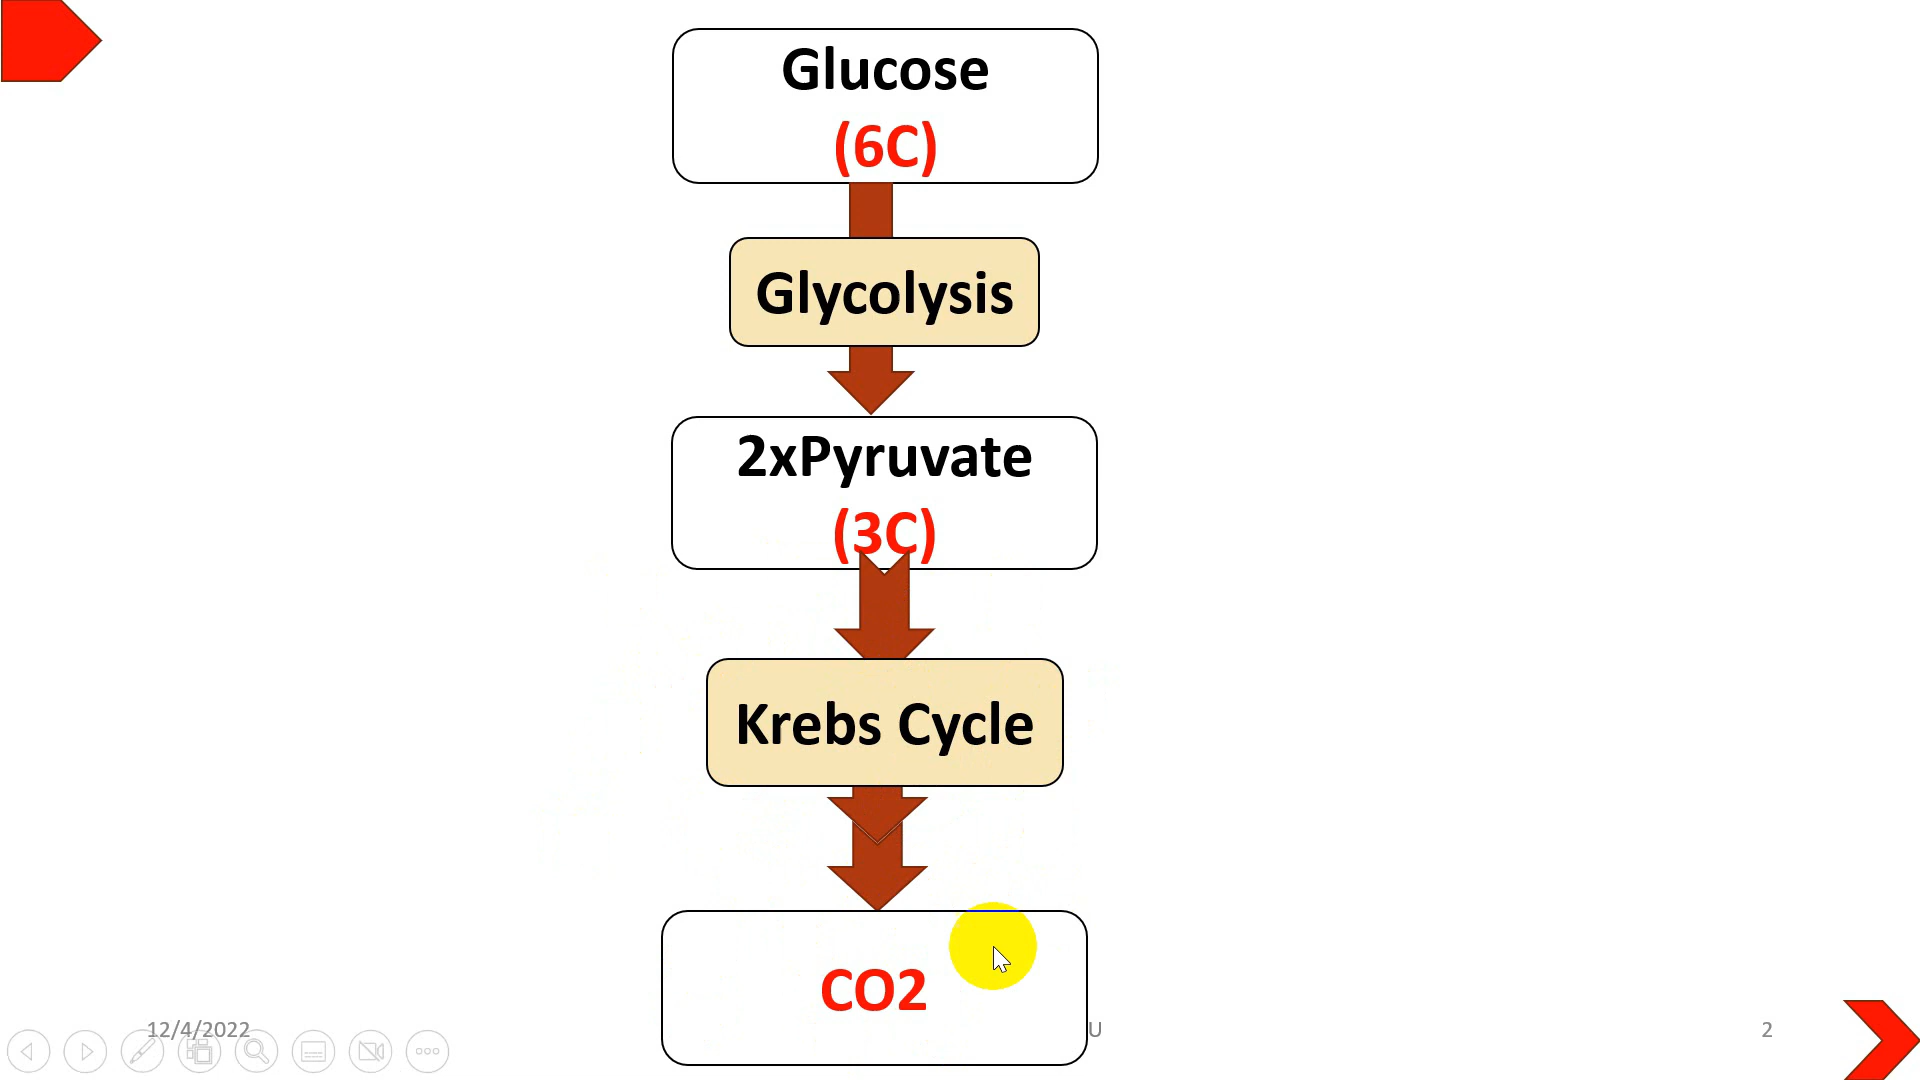 Glucose
(6C)
Glycolysis
2xPyruvate
(3C)
Krebs Cycle
CO2
12/4/2022
U
2